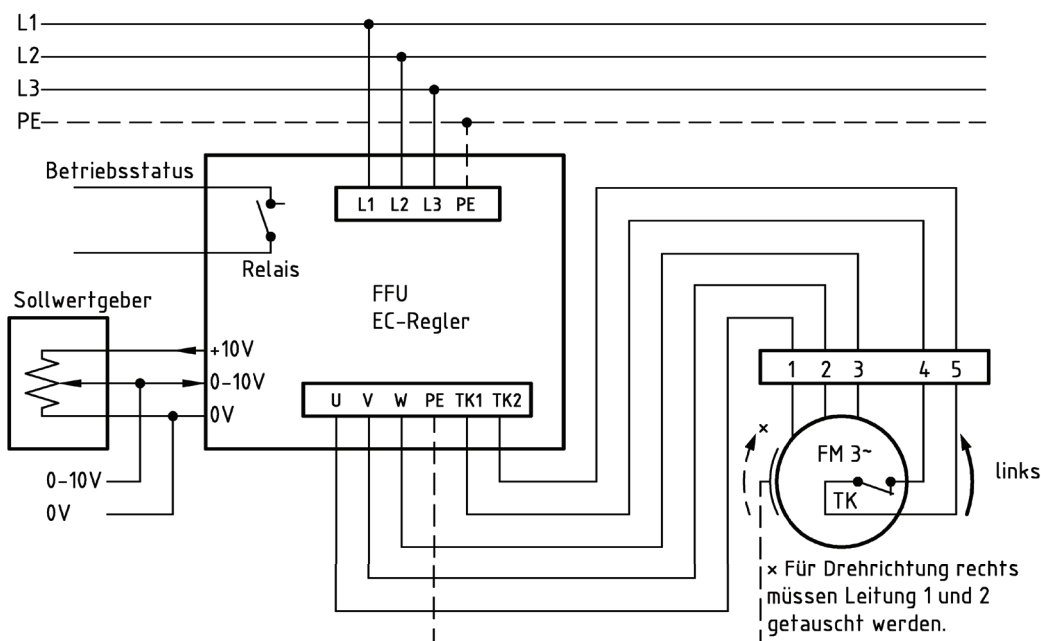 L1
L2
L3
PE
Betriebsstatus
L1 L2 L3 PE
Relais
FFU
EC-Regler
Sollwertgeber
+10V
0-10V
0V
U V W PE TK1 TK2
1 2 3 4 5
×
FM 3~
TK
links
0-10V
0V
× Für Drehrichtung rechts
müssen Leitung 1 und 2
getauscht werden.